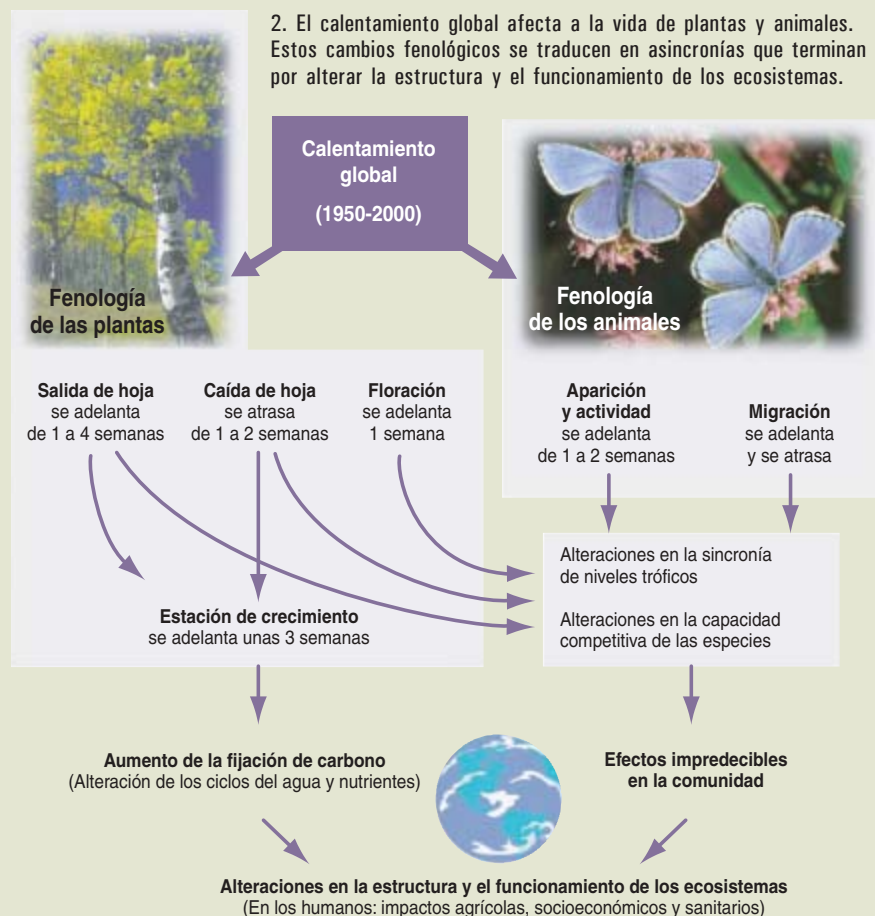 2. El calentamiento global afecta a la vida de plantas y animales.
Estos cambios fenológicos se traducen en asincronías que terminan
por alterar la estructura y el funcionamiento de los ecosistemas.
Calentamiento
global
(1950-2000)
Fenología
de las plantas
Fenología
de los animales
Salida de hoja
se adelanta
de 1 a 4 semanas
Caída de hoja
se atrasa
de 1 a 2 semanas
Floración
se adelanta
1 semana
Aparición
y actividad
se adelanta
de 1 a 2 semanas
Migración
se adelanta
y se atrasa
Alteraciones en la sincronía
de niveles tróficos
Alteraciones en la capacidad
competitiva de las especies
Estación de crecimiento
se adelanta unas 3 semanas
Aumento de la fijación de carbono
(Alteración de los ciclos del agua y nutrientes)
Efectos impredecibles
en la comunidad
Alteraciones en la estructura y el funcionamiento de los ecosistemas
(En los humanos: impactos agrícolas, socioeconómicos y sanitarios)